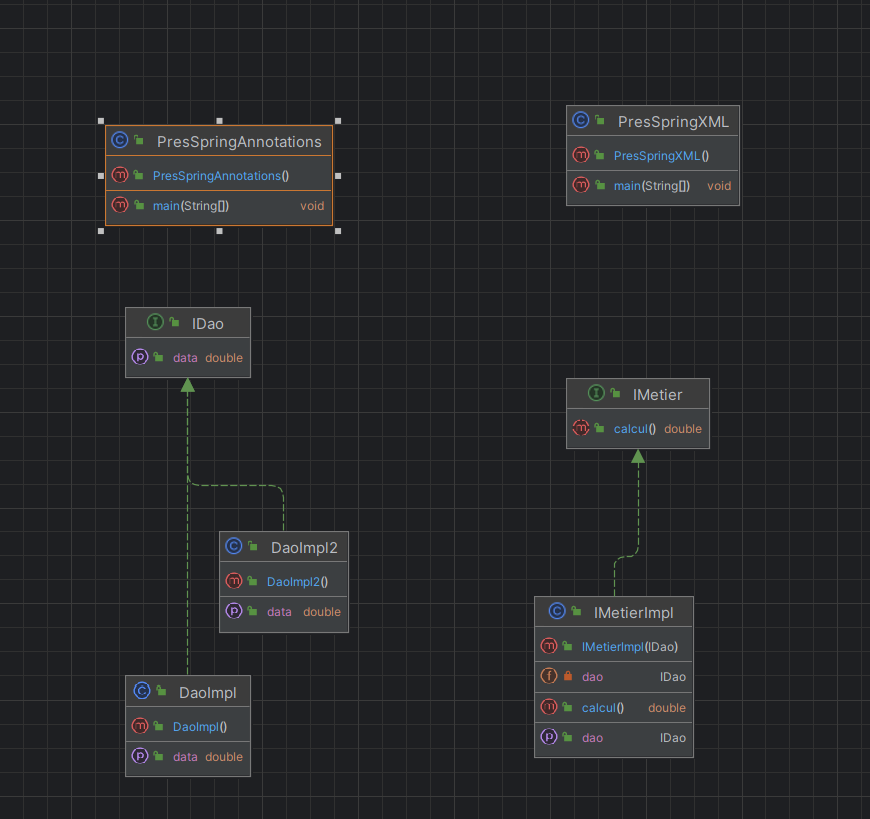 PresSpringAnnotations
PresSpringAnnotations()
main(String[]) void
PresSpringXML
PresSpringXML()
main(String[]) void
IDao
data double
IMetier
calcul() double
DaoImpl2
DaoImpl2()
data double
IMetierImpl
IMetierImpl(IDao)
dao IDao
calcul() double
dao IDao
DaoImpl
DaoImpl()
data double